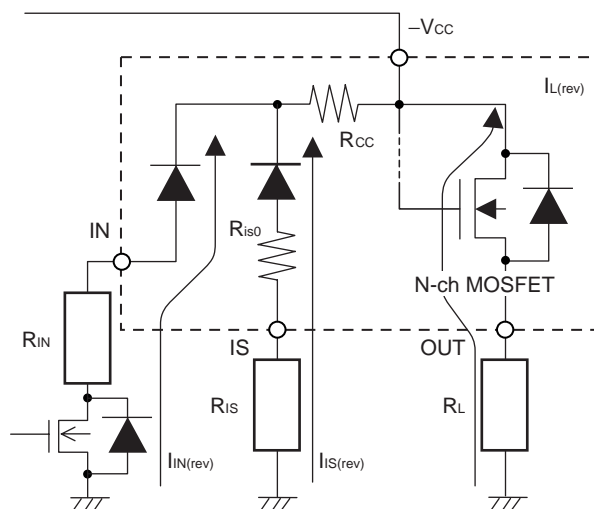 –VCC
IL(rev)
RCC
IN
Ris0
N-ch MOSFET
RIN
IS
OUT
RIS
RL
IIN(rev)
IIS(rev)